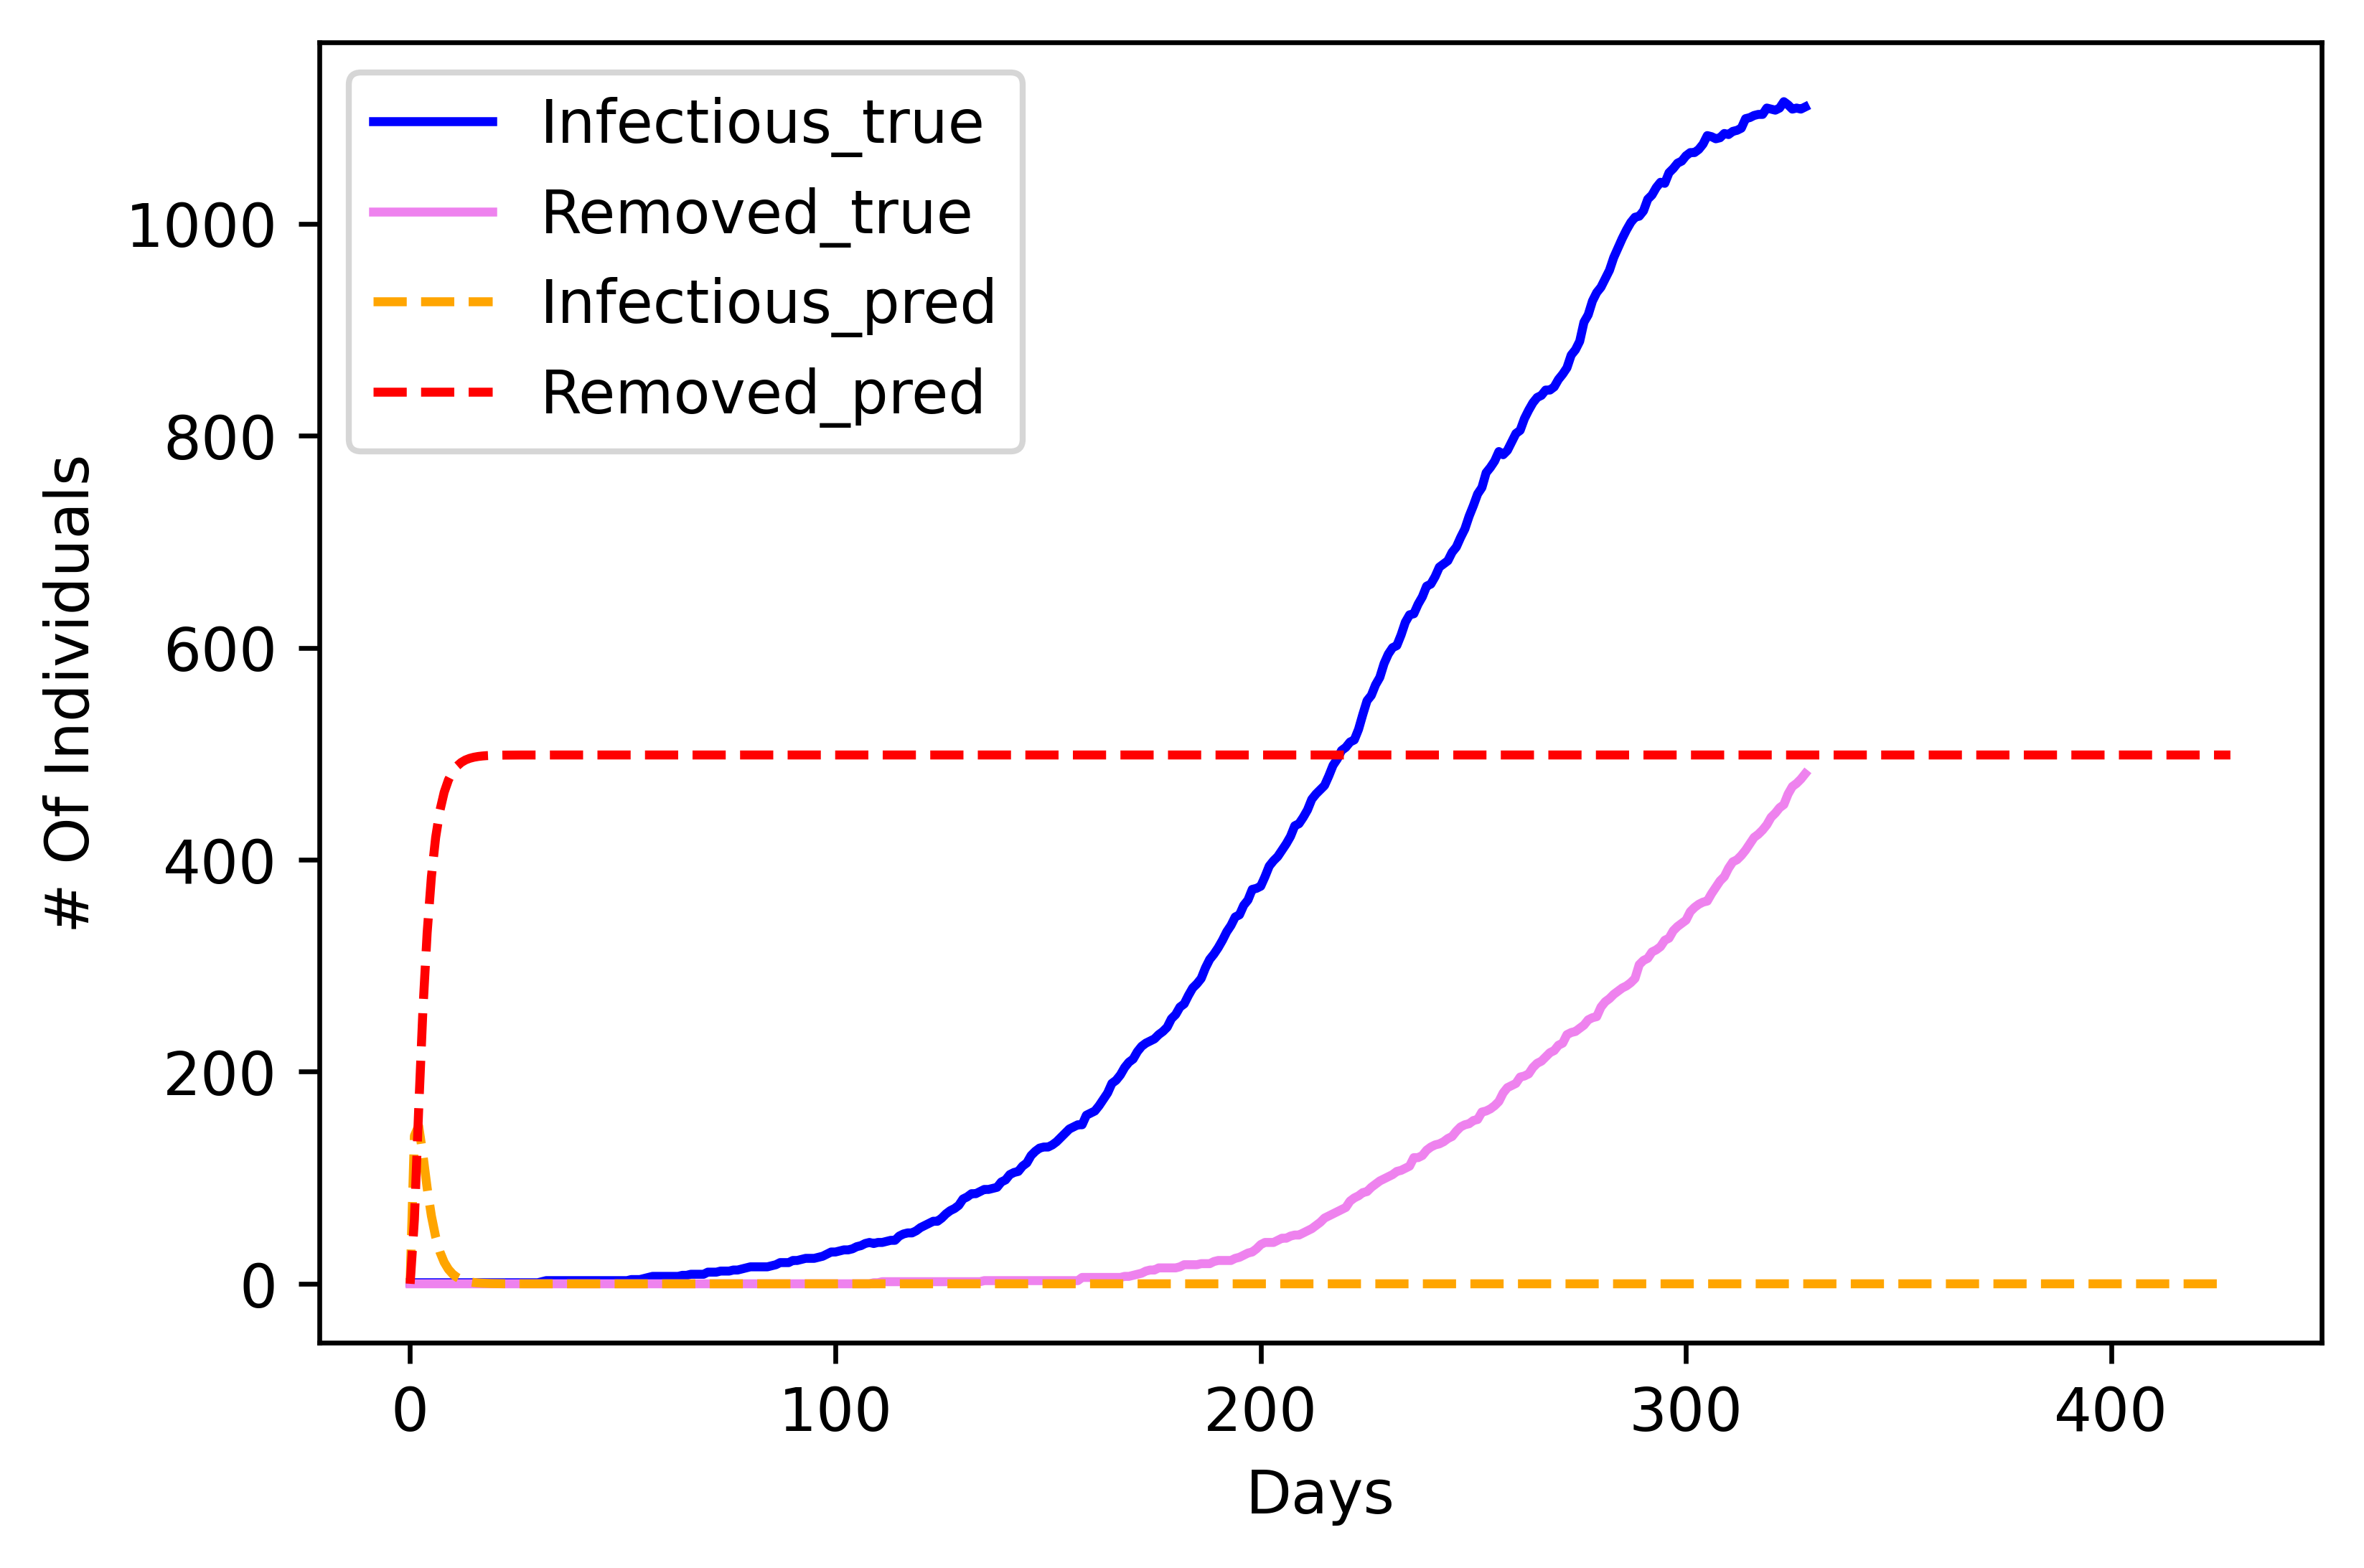 Infectious_true
Removed_true
Infectious_pred
Removed_pred
# Of Individuals
1000
800
600
400
200
0
0 100 200 300 400
Days